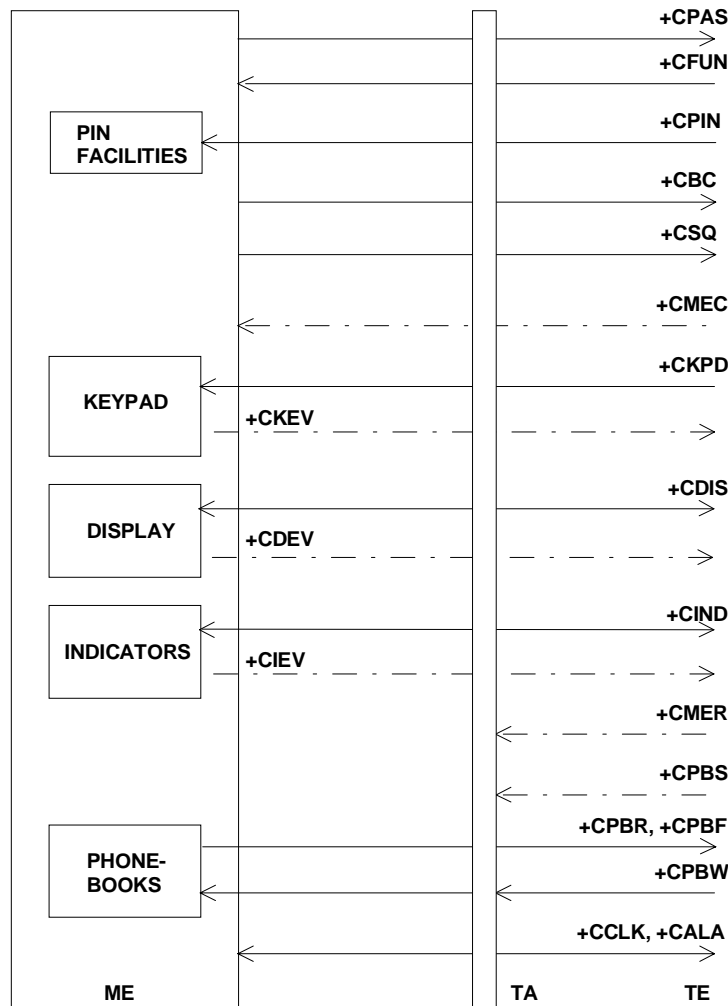 +CPAS
+CFUN
PIN
FACILITIES
+CPIN
+CBC
+CSQ
+CMEC
+CKPD
KEYPAD
+CKEV
+CDIS
DISPLAY
+CDEV
+CIND
INDICATORS
+CIEV
+CMER
+CPBS
+CPBR, +CPBF
PHONE-
BOOKS
+CPBW
+CCLK, +CALA
ME TA TE